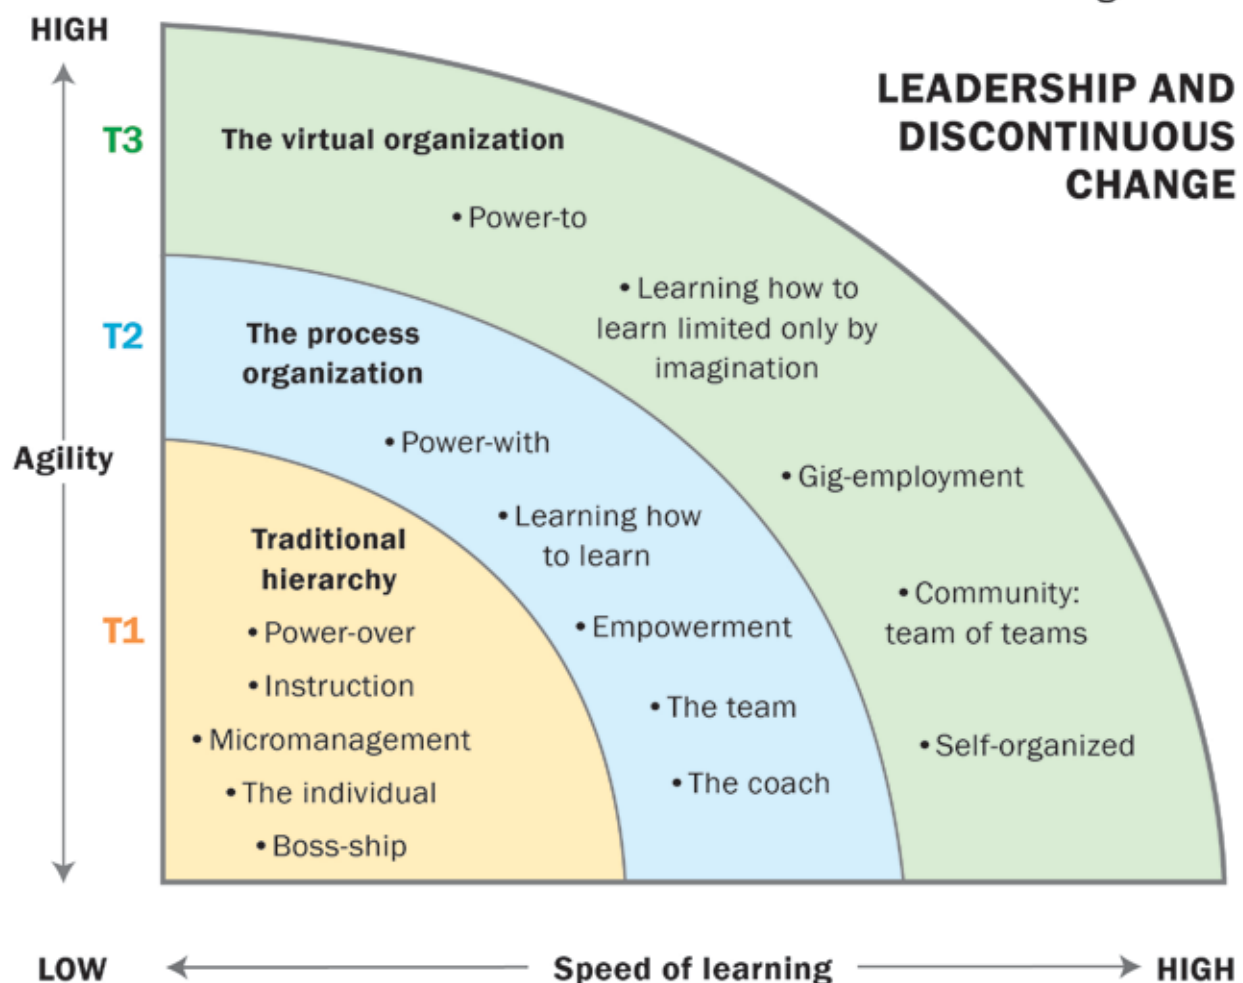 HIGH
LEADERSHIP AND
DISCONTINUOUS
CHANGE
T3
The virtual organization
• Power-to
• Learning how to
learn limited only by
imagination
• Gig-employment
• Community:
team of teams
• Self-organized
T2
The process
organization
• Power-with
• Learning how
to learn
• Empowerment
• The team
• The coach
Agility
T1
Traditional
hierarchy
• Power-over
• Instruction
• Micromanagement
• The individual
• Boss-ship
LOW
Speed of learning
HIGH